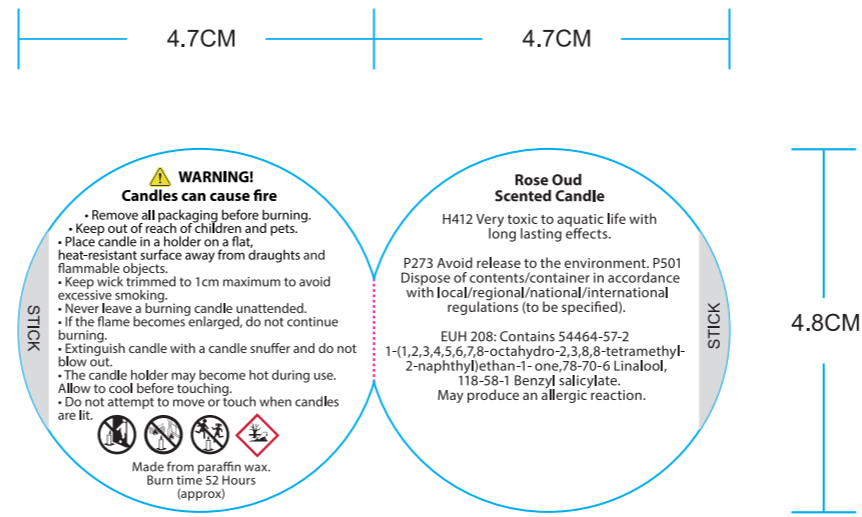 4.7CM
4.7CM
WARNING!
Candles can cause fire
• Remove all packaging before burning.
• Keep out of reach of children and pets.
• Place candle in a holder on a flat,
heat-resistant surface away from draughts and
flammable objects.
• Keep wick trimmed to 1cm maximum to avoid
excessive smoking.
• Never leave a burning candle unattended.
• If the flame becomes enlarged, do not continue
burning.
• Extinguish candle with a candle snuffer and do not
blow out.
• The candle holder may become hot during use.
Allow to cool before touching.
• Do not attempt to move or touch when candles
are lit.
Made from paraffin wax.
Burn time 52 Hours
(approx)
STICK
Rose Oud
Scented Candle
H412 Very toxic to aquatic life with
long lasting effects.
P273 Avoid release to the environment. P501
Dispose of contents/container in accordance
with local/regional/national/international
regulations (to be specified).
EUH 208: Contains 54464-57-2
1-(1,2,3,4,5,6,7,8-octahydro-2,3,8,8-tetramethyl-
2-naphthyl)ethan-1- one,78-70-6 Linalool,
118-58-1 Benzyl salicylate.
May produce an allergic reaction.
STICK
4.8CM